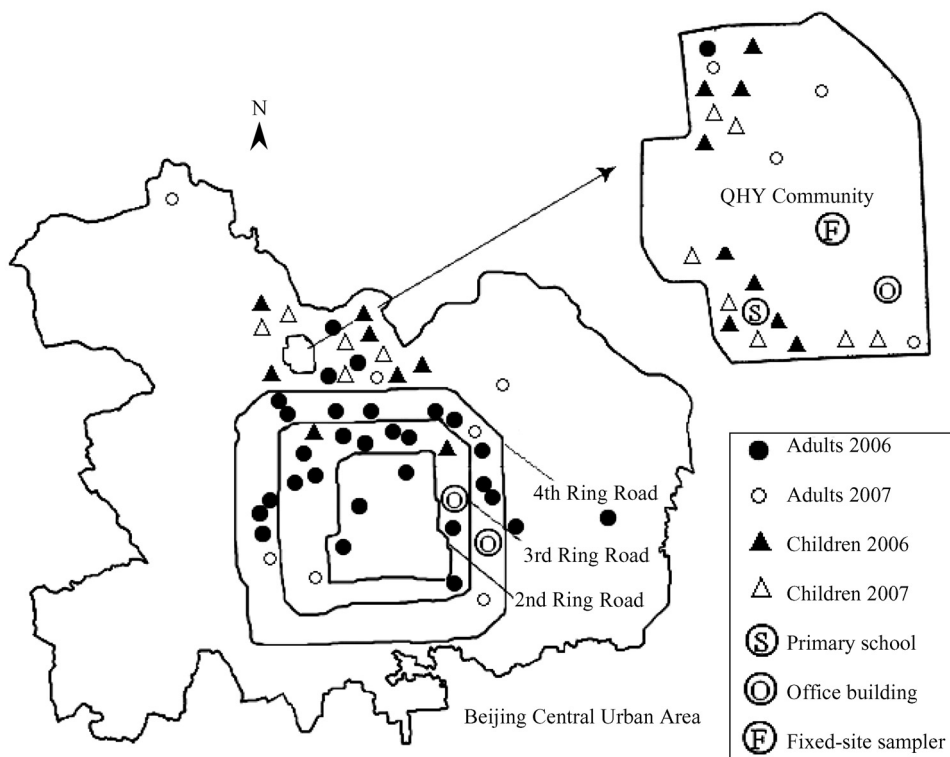 N
QHY Community
F
O
S
4th Ring Road
O
3rd Ring Road
O
2nd Ring Road
Beijing Central Urban Area
Adults 2006
Adults 2007
Children 2006
Children 2007
S Primary school
O Office building
F Fixed-site sampler